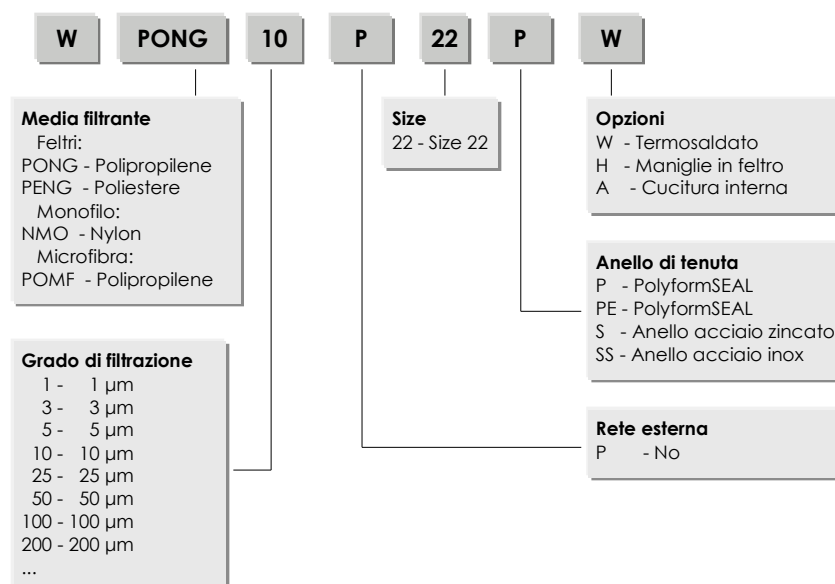 W PONG 10 P 22 P W
Media filtrante
Feltri:
PONG - Polipropilene
PENG - Poliestere
Monofilo:
NMO - Nylon
Microfibra:
POMF - Polipropilene
Size
22 - Size 22
Opzioni
W - Termosaldato
H - Maniglie in feltro
A - Cucitura interna
Anello di tenuta
P - PolyformSEAL
PE - PolyformSEAL
S - Anello acciaio zincato
SS - Anello acciaio inox
Grado di filtrazione
1 - 1 µm
3 - 3 µm
5 - 5 µm
10 - 10 µm
25 - 25 µm
50 - 50 µm
100 - 100 µm
200 - 200 µm
...
Rete esterna
P - No